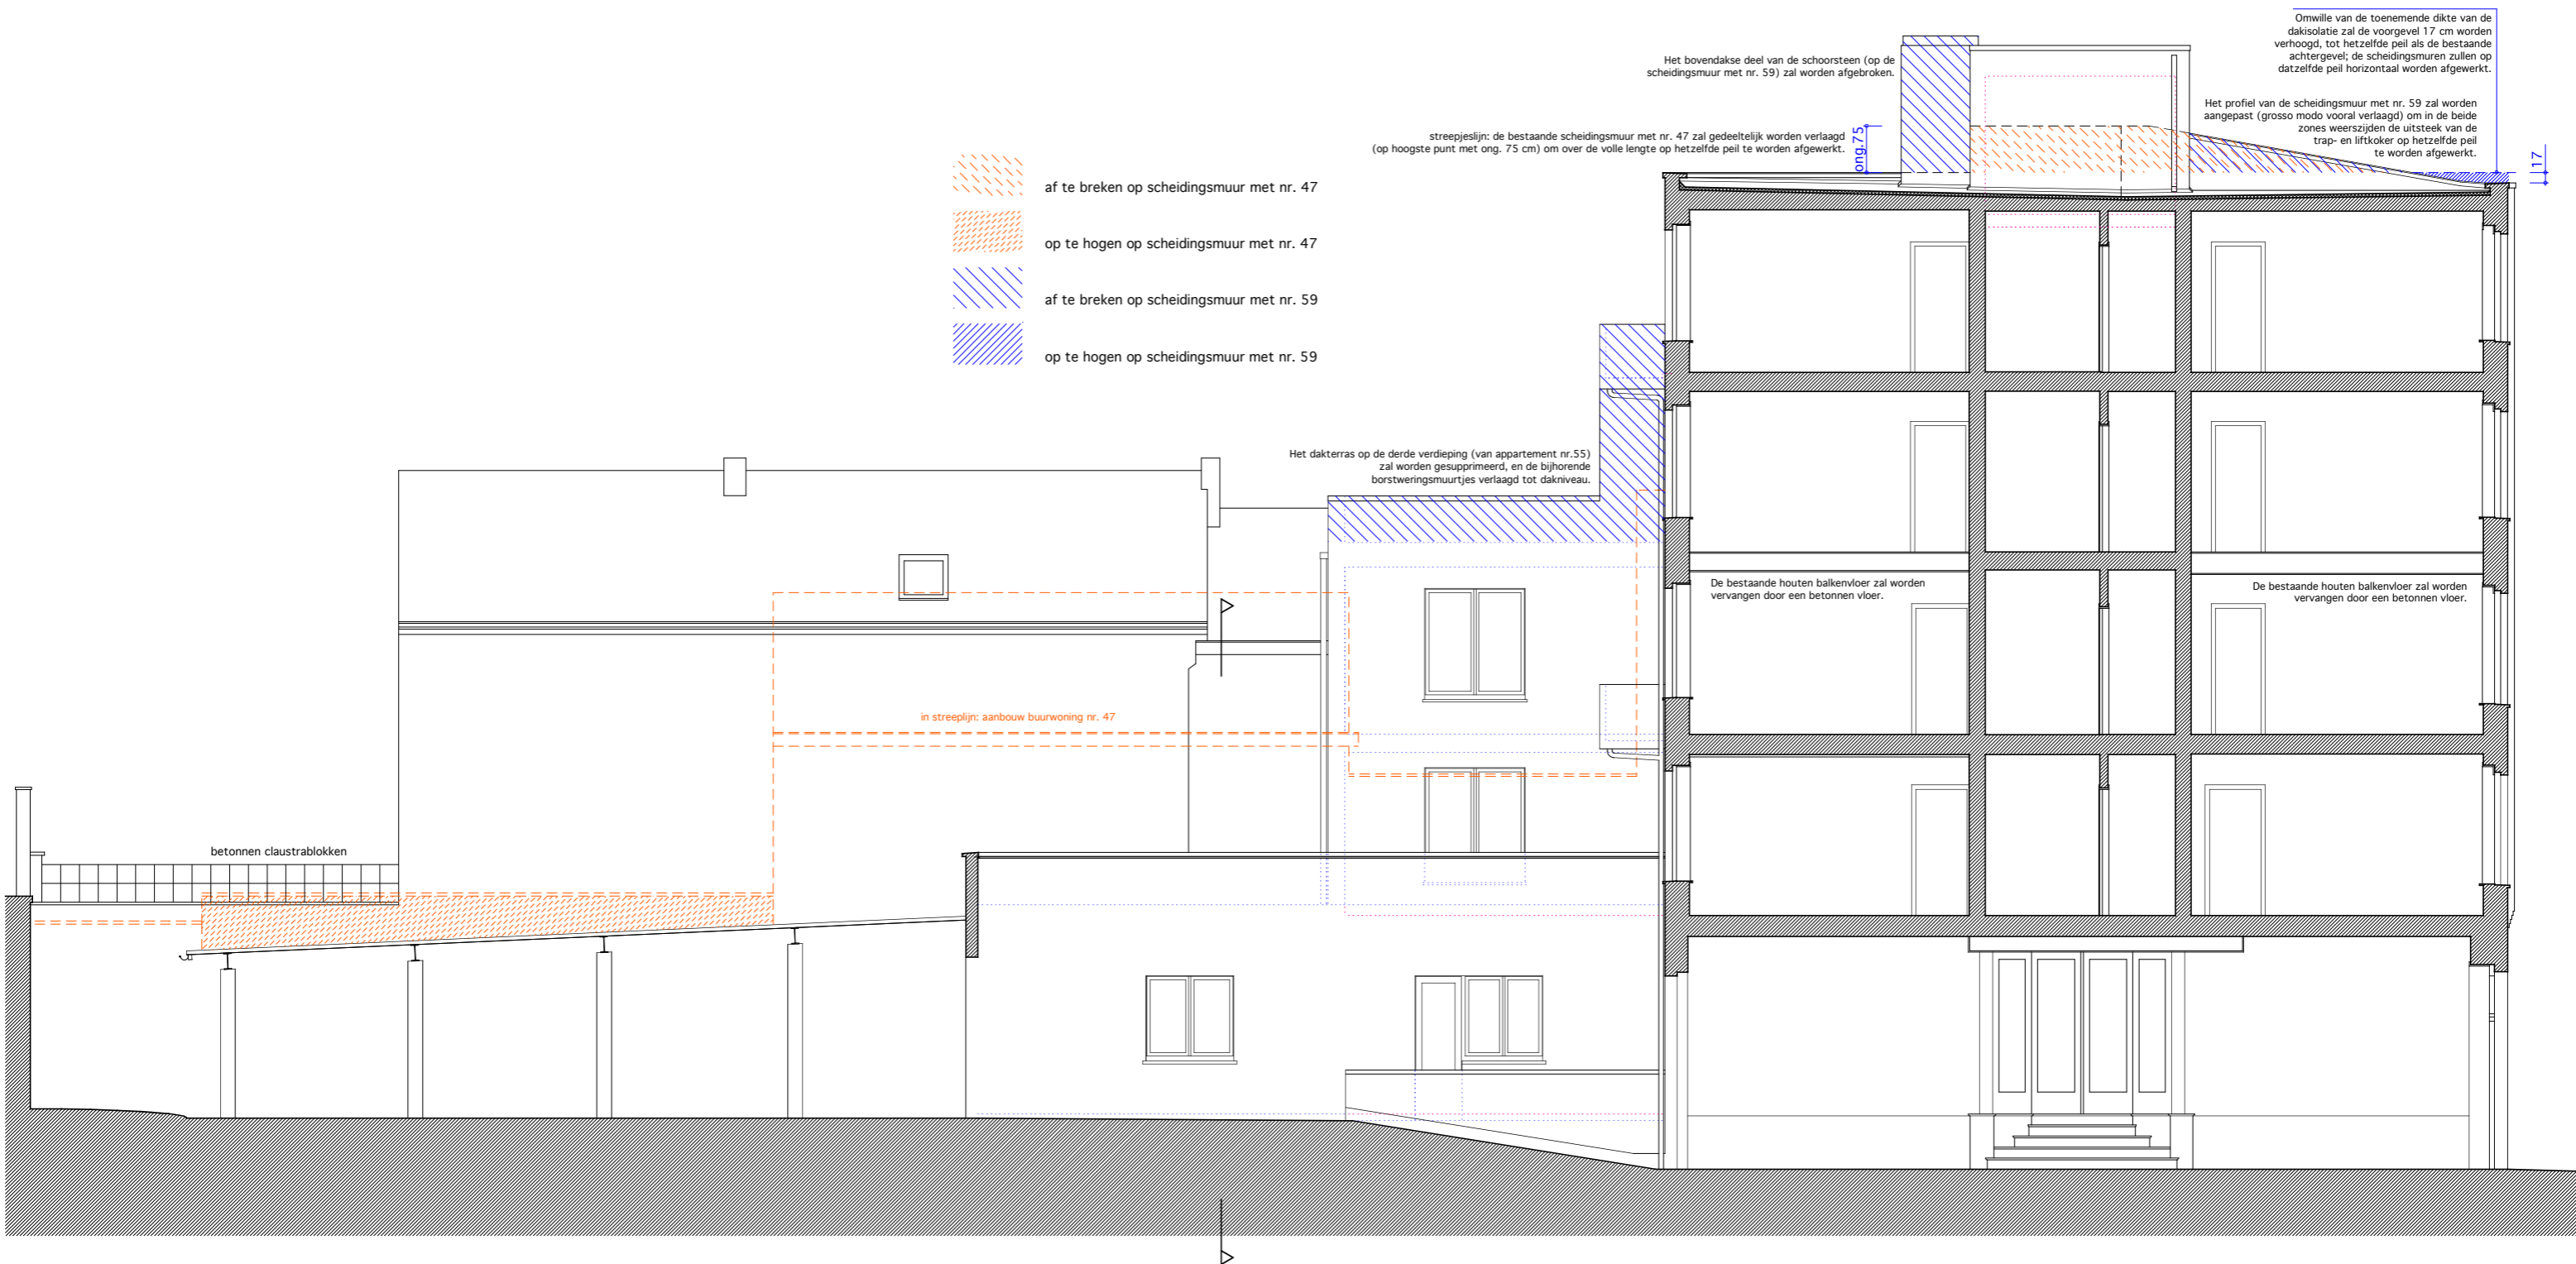 Omwille van de toenemende dikte van de
dakisolatie zal de voorgevel 17 cm worden
verhoogd, tot hetzelfde peil als de bestaande
achtergevel; de scheidingsmuren zullen op
datzelfde peil horizontaal worden afgewerkt.
Het bovendakse deel van de schoorsteen (op de
scheidingsmuur met nr. 59) zal worden afgebroken.
Het profiel van de scheidingsmuur met nr. 59 zal worden
aangepast (grosso modo vooral verlaagd) om in de beide
zones weerszijden de uitsteek van de
trap- en liftkoker op hetzelfde peil
te worden afgewerkt.
streepjeslijn: de bestaande scheidingsmuur met nr. 47 zal gedeeltelijk worden verlaagd
(op hoogste punt met ong. 75 cm) om over de volle lengte op hetzelfde peil te worden afgewerkt.
ong.75
17
af te breken op scheidingsmuur met nr. 47
op te hogen op scheidingsmuur met nr. 47
af te breken op scheidingsmuur met nr. 59
op te hogen op scheidingsmuur met nr. 59
Het dakterras op de derde verdieping (van appartement nr.55)
zal worden gesupprimeerd, en de bijhorende
borstweringsmuurtjes verlaagd tot dakniveau.
De bestaande houten balkenvloer zal worden
vervangen door een betonnen vloer.
De bestaande houten balkenvloer zal worden
vervangen door een betonnen vloer.
in streeplijn: aanbouw buurwoning nr. 47
betonnen claustrablokken